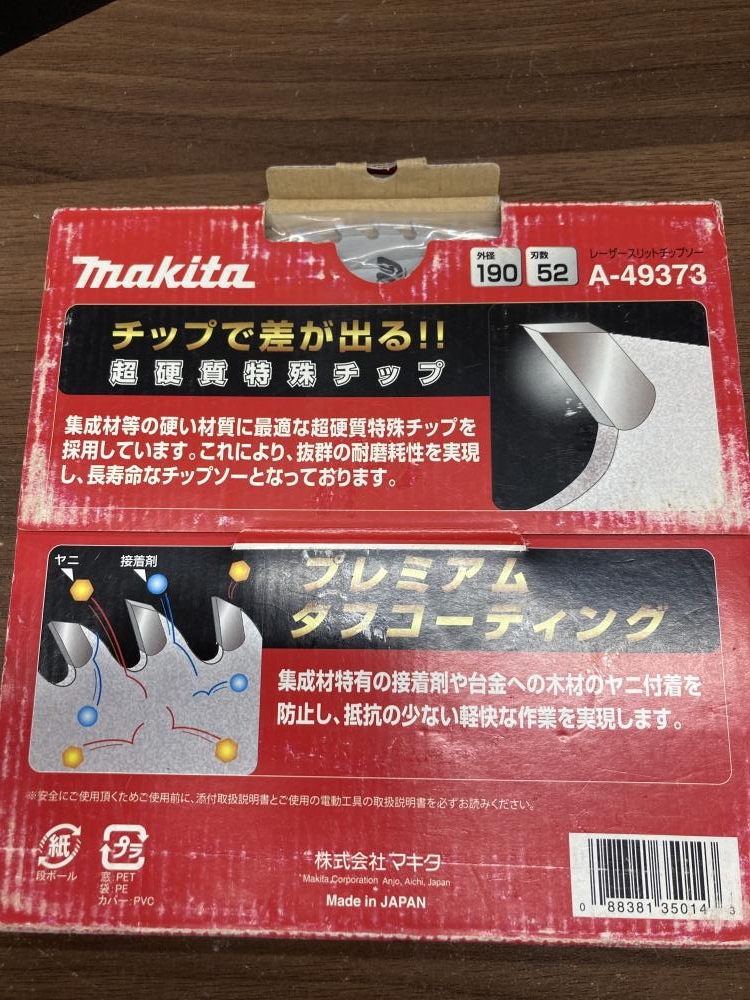 makita
外径
190
刃数
52
レーザースリットチップソー
A-49373
チップで差が出る!!
超硬質特殊チップ
集成材等の硬い材質に最適な超硬質特殊チップを
採用しています。これにより、抜群の耐磨耗性を実現
し、長寿命なチップソーとなっております。
ヤニ
接着剤
プレミアム
タフコーティング
集成材特有の接着剤や台金への木材のヤニ付着を
防止し、抵抗の少ない軽快な作業を実現します。
※安全にご使用頂くためご使用前に、添付取扱説明書とご使用の電動工具の取扱説明書を必ずお読みください。
紙
段ボール
プラ
窓:PET
袋:PE
カバー:PVC
株式会社マキタ
Makita Corporation Anjo, Aichi, Japan
Made in JAPAN
0 88381 35014 3